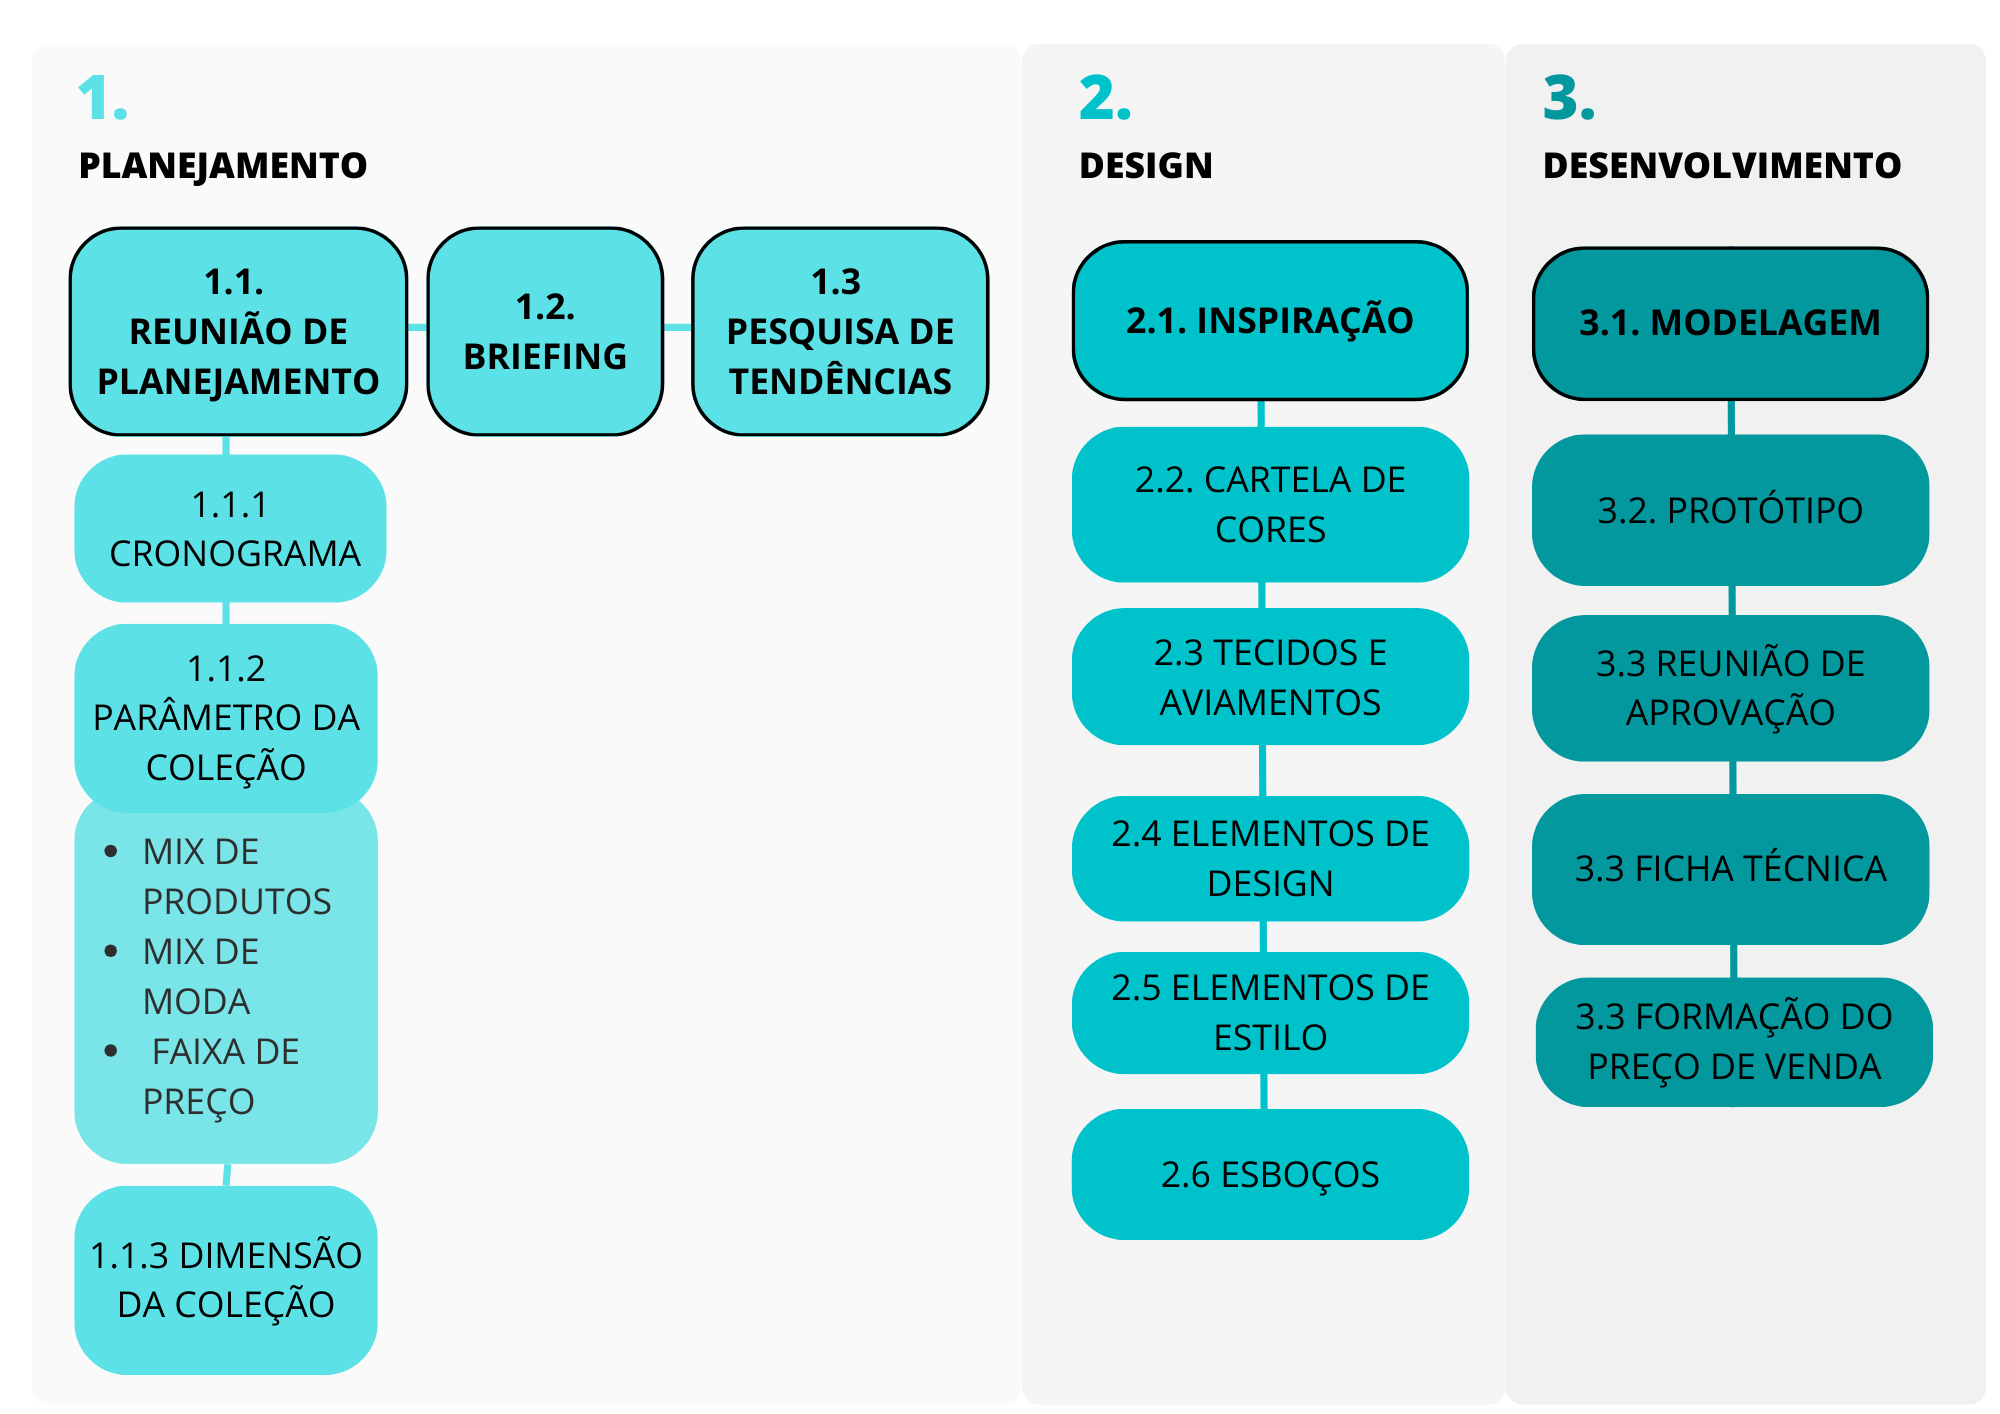 1.
PLANEJAMENTO
1.1.
REUNIÃO DE
PLANEJAMENTO
1.2.
BRIEFING
1.3
PESQUISA DE
TENDÊNCIAS
1.1.1
CRONOGRAMA
1.1.2
PARÂMETRO DA
COLEÇÃO
• MIX DE
PRODUTOS
• MIX DE
MODA
• FAIXA DE
PREÇO
1.1.3 DIMENSÃO
DA COLEÇÃO
2.
DESIGN
2.1. INSPIRAÇÃO
2.2. CARTELA DE
CORES
2.3 TECIDOS E
AVIAMENTOS
2.4 ELEMENTOS DE
DESIGN
2.5 ELEMENTOS DE
ESTILO
2.6 ESBOÇOS
3.
DESENVOLVIMENTO
3.1. MODELAGEM
3.2. PROTÓTIPO
3.3 REUNIÃO DE
APROVAÇÃO
3.3 FICHA TÉCNICA
3.3 FORMAÇÃO DO
PREÇO DE VENDA